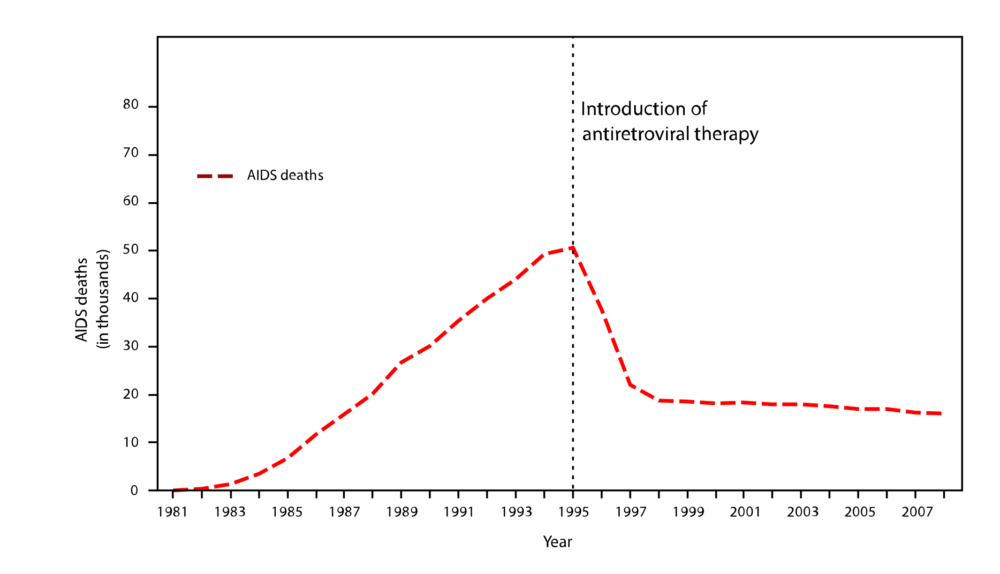 Introduction of
antiretroviral therapy
AIDS deaths
AIDS deaths
(in thousands)
80
70
60
50
40
30
20
10
0
1981 1983 1985 1987 1989 1991 1993 1995 1997 1999 2001 2003 2005 2007
Year